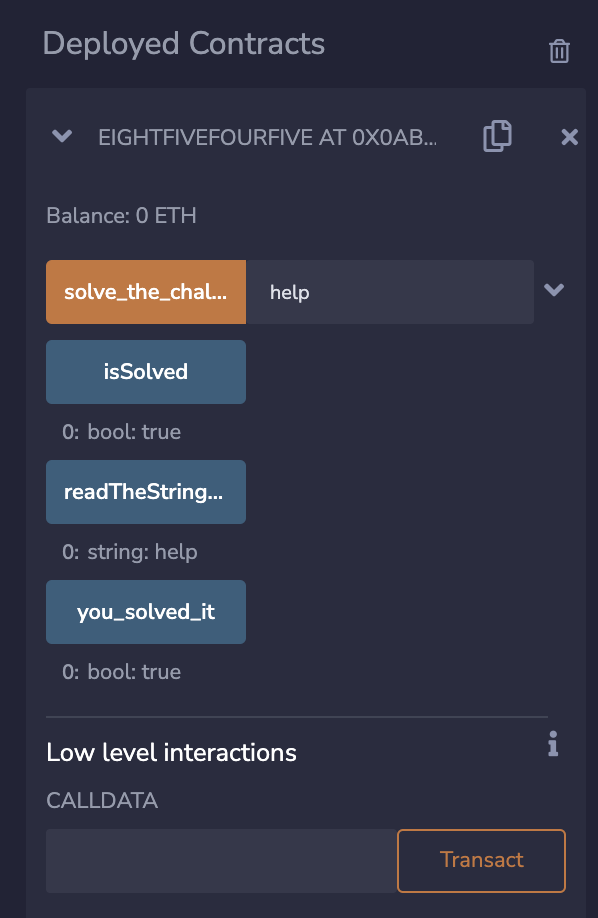 Deployed Contracts
EIGHTFIVEFOURFIVE AT 0X0AB...
Balance: 0 ETH
solve_the_chal... help
isSolved
0: bool: true
readTheString...
0: string: help
you_solved_it
0: bool: true
Low level interactions
CALLDATA
Transact